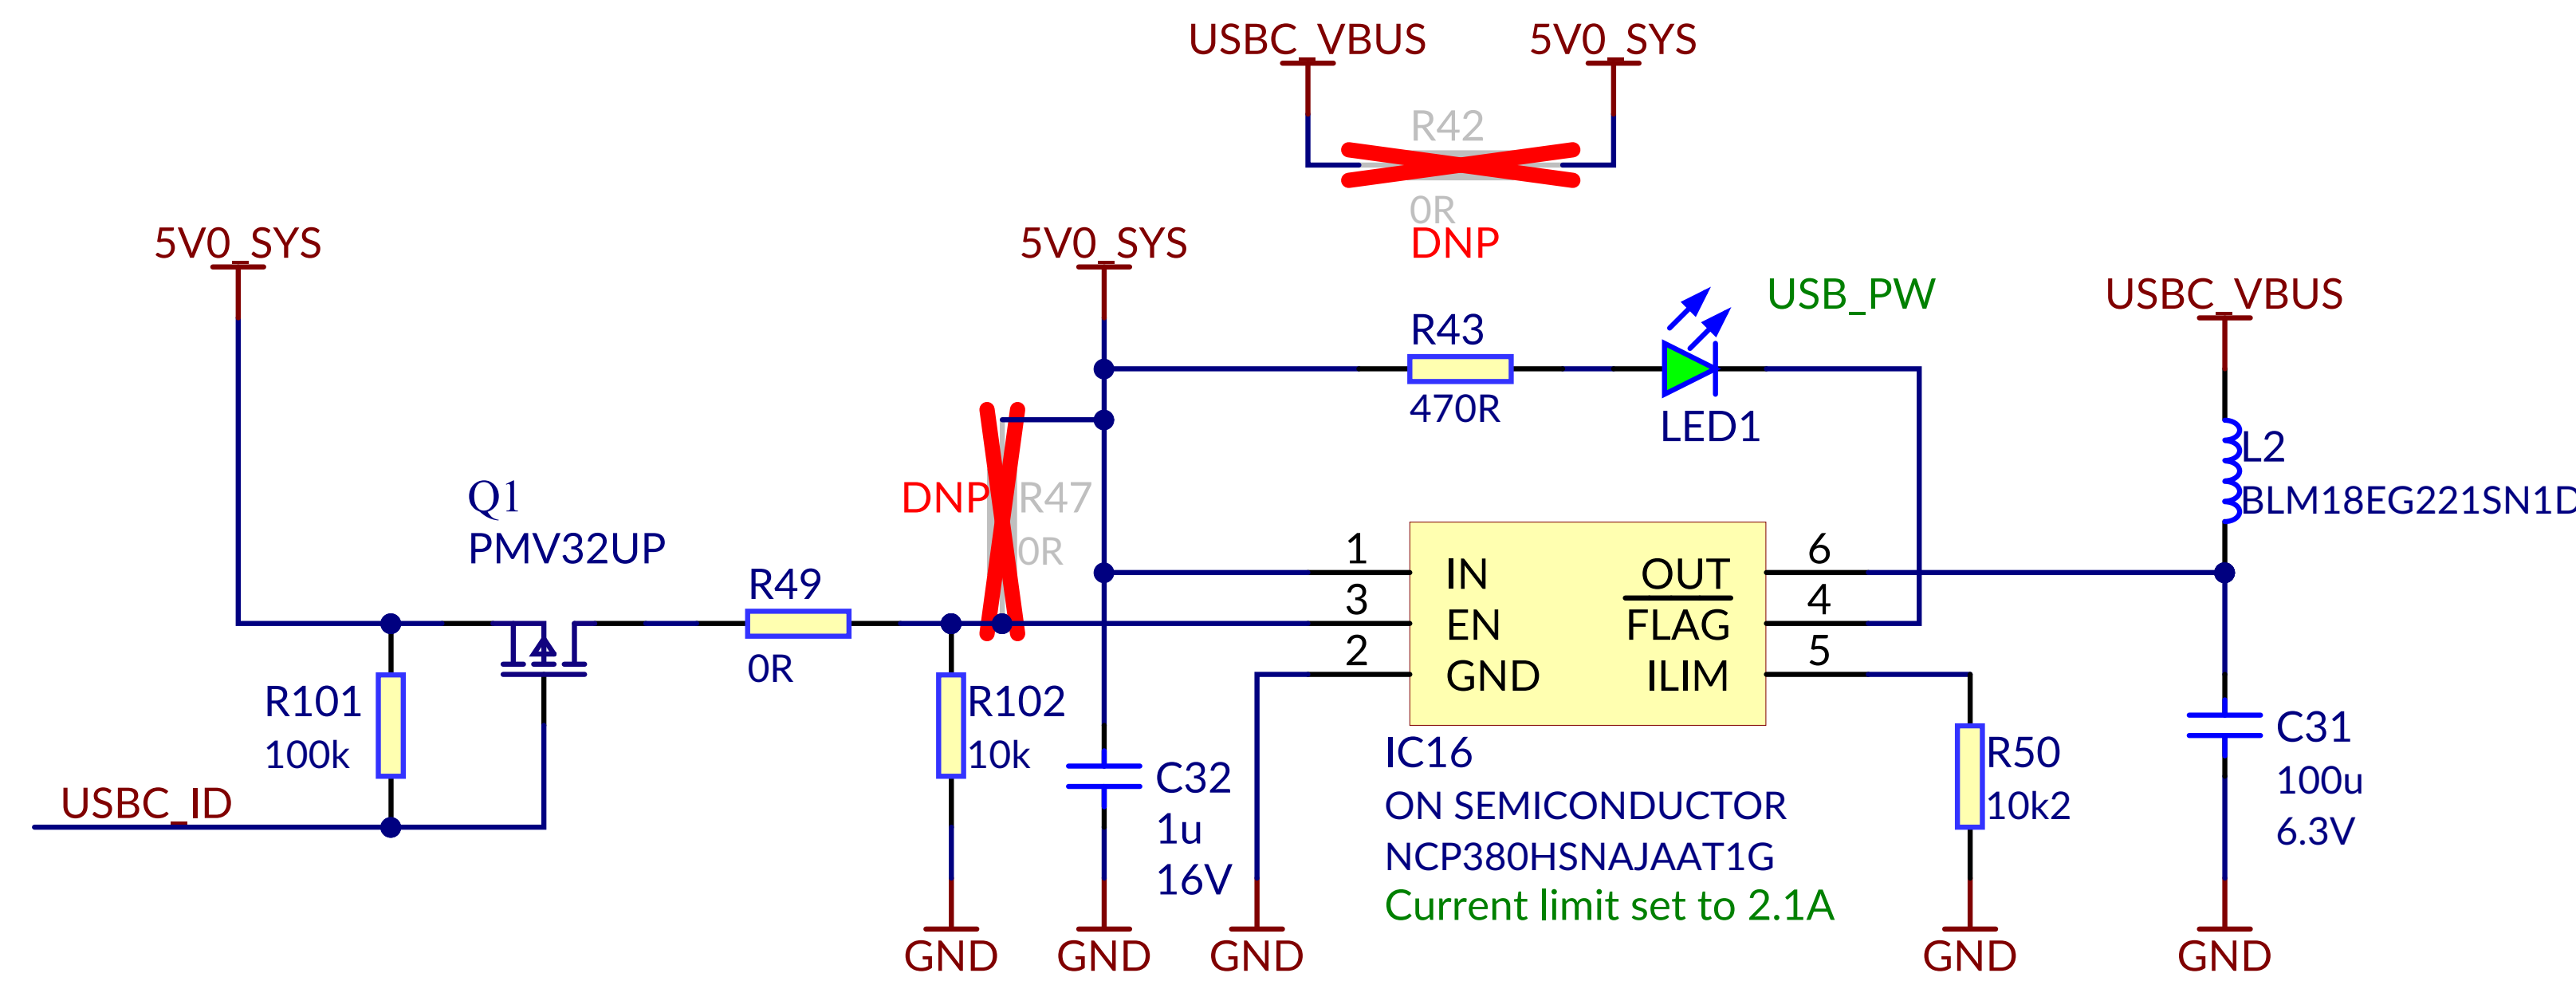 USBC_VBUS
5V0_SYS
R42
0R
DNP
5V0_SYS
5V0_SYS
USB_PW
USBC_VBUS
R43
470R
LED1
L2
BLM18EG221SN1D
Q1
PMV32UP
DNP
R47
0R
R49
0R
1
IN
3
EN
2
GND
OUT
6
FLAG
4
ILIM
5
R101
100k
USBC_ID
R102
10k
C32
1u
16V
IC16
ON SEMICONDUCTOR
NCP380HSNAJAAT1G
Current limit set to 2.1A
R50
10k2
C31
100u
6.3V
GND
GND
GND
GND
GND